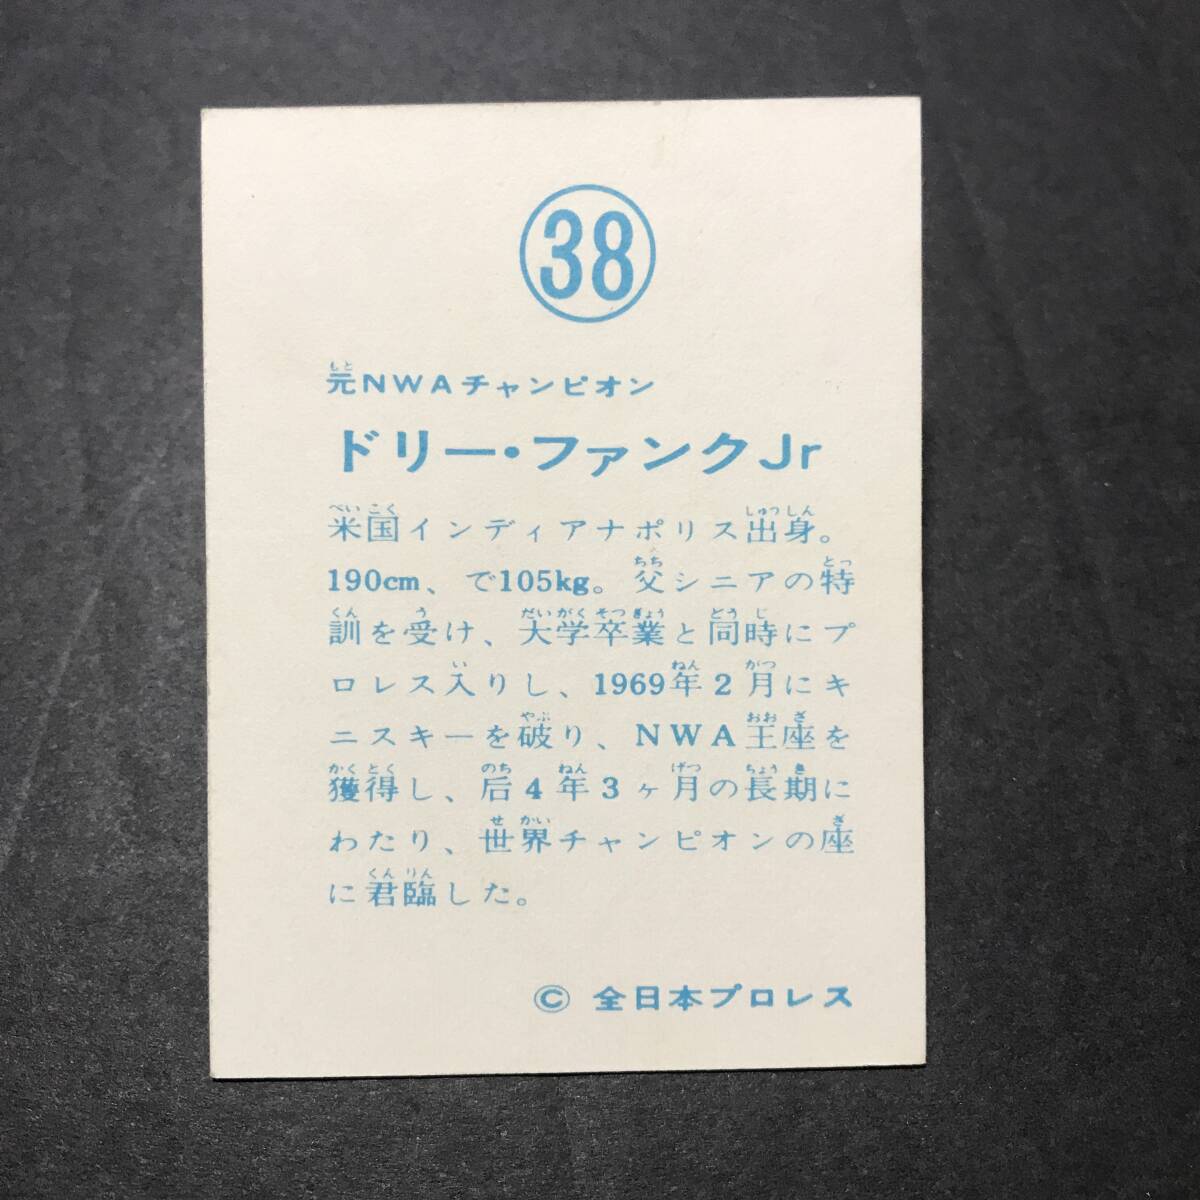 38
元NWAチャンピオン
ドリー・ファンクJr
米国インディアナポリス出身。
190cm、で105kg。父シニアの特
訓を受け、大学卒業と同時にプ
ロレス入りし、1969年2月にキ
ニスキーを破り、NWA王座を
獲得し、后4年3ヶ月の長期に
わたり、世界チャンピオンの座
に君臨した。
© 全日本プロレス